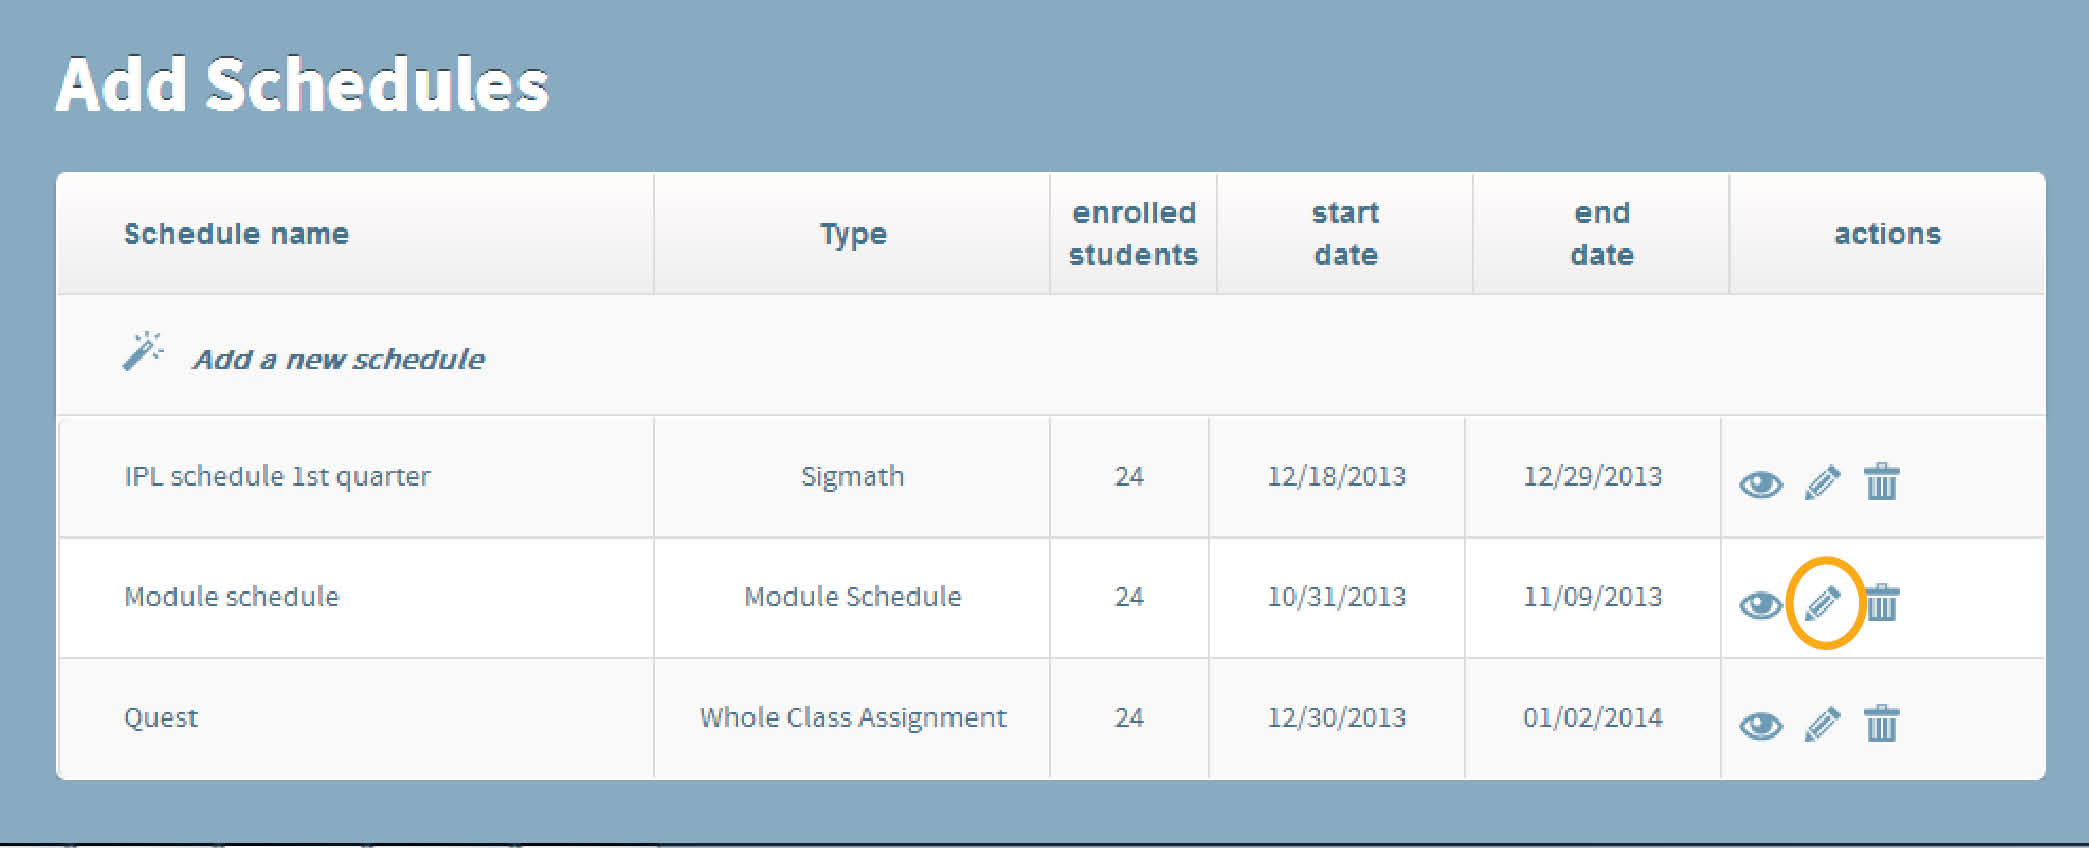 Add Schedules
Schedule name Type enrolled students start date end date actions
Add a new schedule
IPL schedule 1st quarter Sigmath 24 12/18/2013 12/29/2013
Module schedule Module Schedule 24 10/31/2013 11/09/2013
Quest Whole Class Assignment 24 12/30/2013 01/02/2014